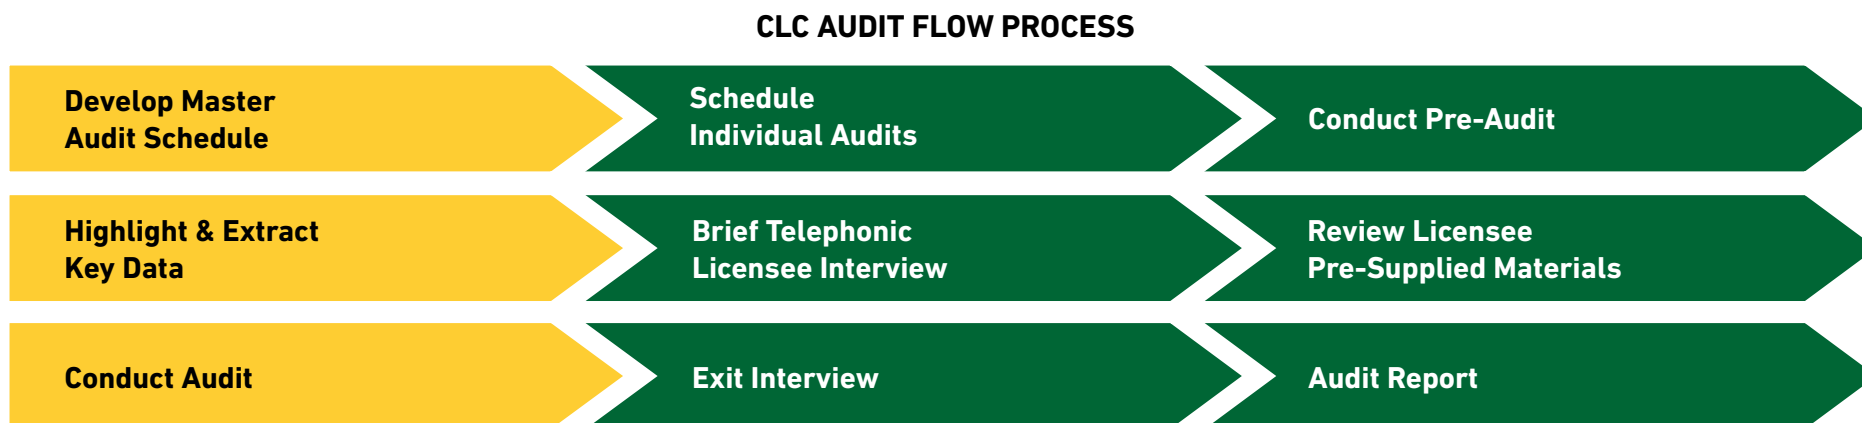 CLC AUDIT FLOW PROCESS
Develop Master
Audit Schedule
Schedule
Individual Audits
Conduct Pre-Audit
Highlight & Extract
Key Data
Brief Telephonic
Licensee Interview
Review Licensee
Pre-Supplied Materials
Conduct Audit
Exit Interview
Audit Report